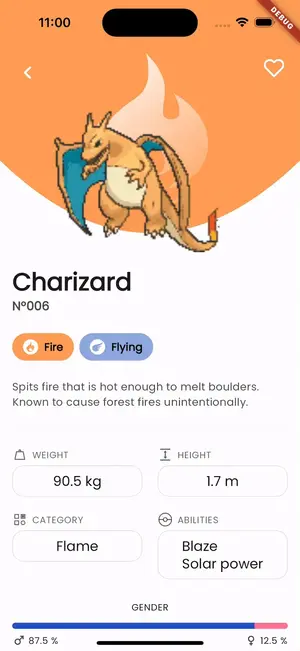 11:00
DEBUG
Charizard
Nº006
Fire
Flying
Spits fire that is hot enough to melt boulders.
Known to cause forest fires unintentionally.
WEIGHT
HEIGHT
90.5 kg
1.7 m
CATEGORY
ABILITIES
Flame
Blaze
Solar power
GENDER
♂ 87.5 %
♀ 12.5 %